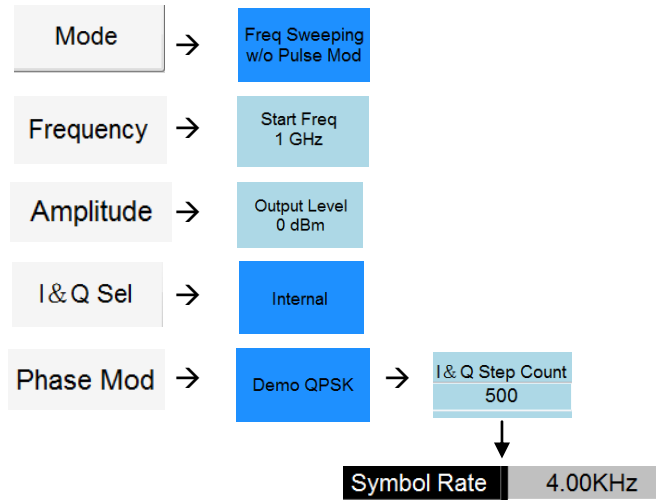 Mode → Freq Sweeping
w/o Pulse Mod
Frequency → Start Freq
1 GHz
Amplitude → Output Level
0 dBm
I&Q Sel → Internal
Phase Mod → Demo QPSK → I& Q Step Count
500
Symbol Rate 4.00KHz